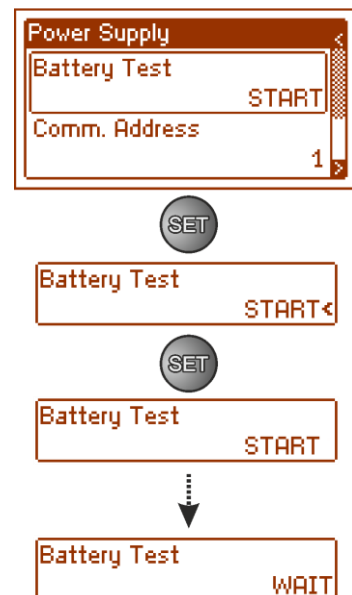 Power Supply
Battery Test
START
Comm. Address
1
SET
Battery Test
START
SET
Battery Test
START
Battery Test
WAIT